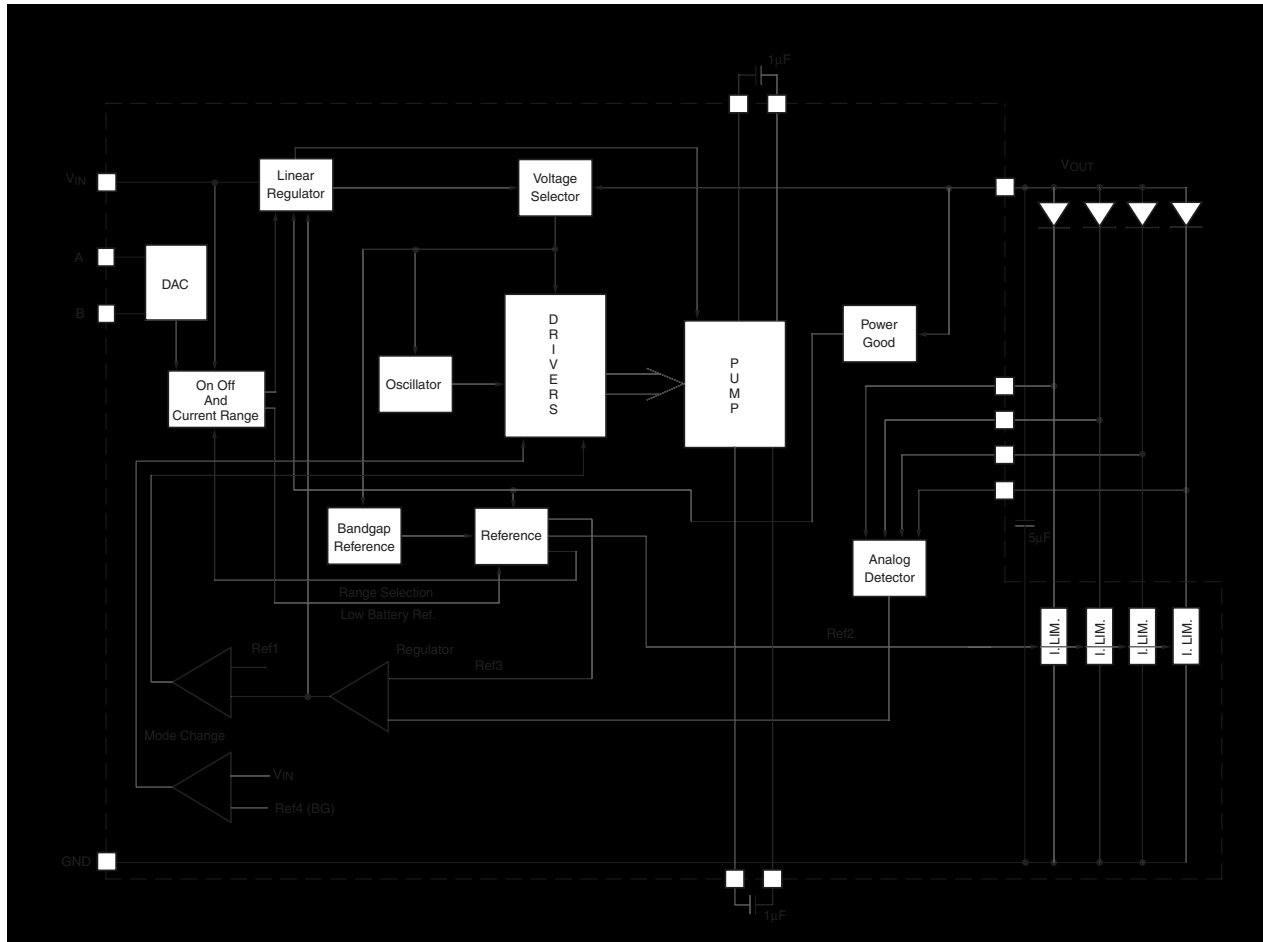 1µF
VIN
Linear
Regulator
Voltage
Selector
VOUT
A
DAC
B
D
R
I
V
E
R
S
Power
Good
P
U
M
P
Oscillator
On Off
And
Current Range
Bandgap
Reference
Reference
5µF
Analog
Detector
Range Selection
Low Battery Ref.
I. LIM.
I. LIM.
I. LIM.
I. LIM.
Ref2
Ref1
Regulator
Ref3
Mode Change
VIN
Ref4 (BG)
GND
1µF